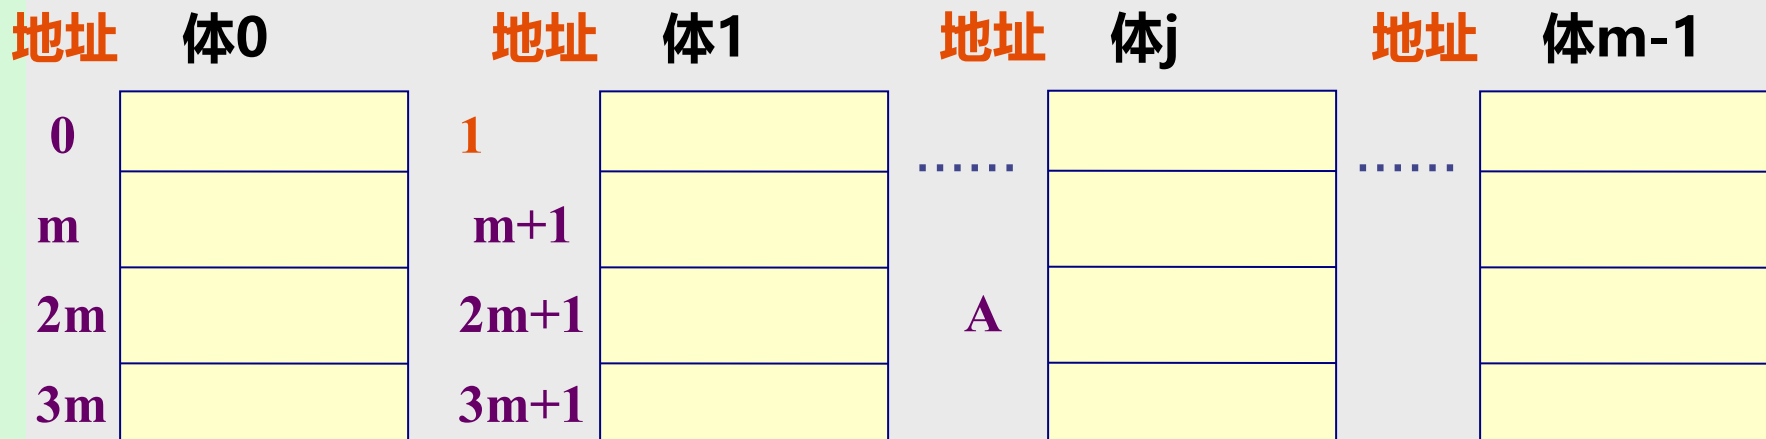 地址 体0 地址 体1 地址 体j 地址 体m-1
0 1
...... ......
m m+1
2m 2m+1 A
3m 3m+1